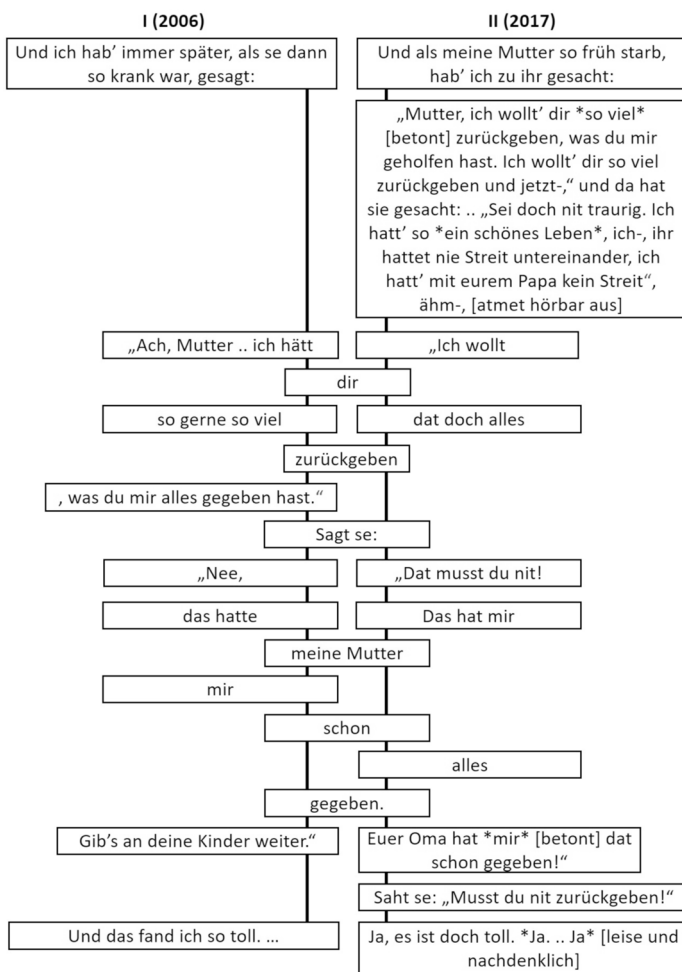 I (2006)
II (2017)
Und ich hab’ immer später, als se dann
so krank war, gesagt:
Und als meine Mutter so früh starb,
hab’ ich zu ihr gesacht:
„Mutter, ich wollt’ dir *so viel*
[betont] zurückgeben, was du mir
geholfen hast. Ich wollt’ dir so viel
zurückgeben und jetzt-,“ und da hat
sie gesacht: .. „Sei doch nit traurig. Ich
hatt’ so *ein schönes Leben*, ich-, ihr
hattet nie Streit untereinander, ich
hatt’ mit eurem Papa kein Streit“,
ähm-, [atmet hörbar aus]
„Ach, Mutter .. ich hätt
„Ich wollt
dir
so gerne so viel
dat doch alles
zurückgeben
, was du mir alles gegeben hast.“
Sagt se:
„Nee,
„Dat musst du nit!
das hatte
Das hat mir
meine Mutter
mir
schon
alles
gegeben.
Gib’s an deine Kinder weiter.“
Euer Oma hat *mir* [betont] dat
schon gegeben!“
Saht se: „Musst du nit zurückgeben!“
Und das fand ich so toll. ...
Ja, es ist doch toll. *Ja. .. Ja* [leise und
nachdenklich]